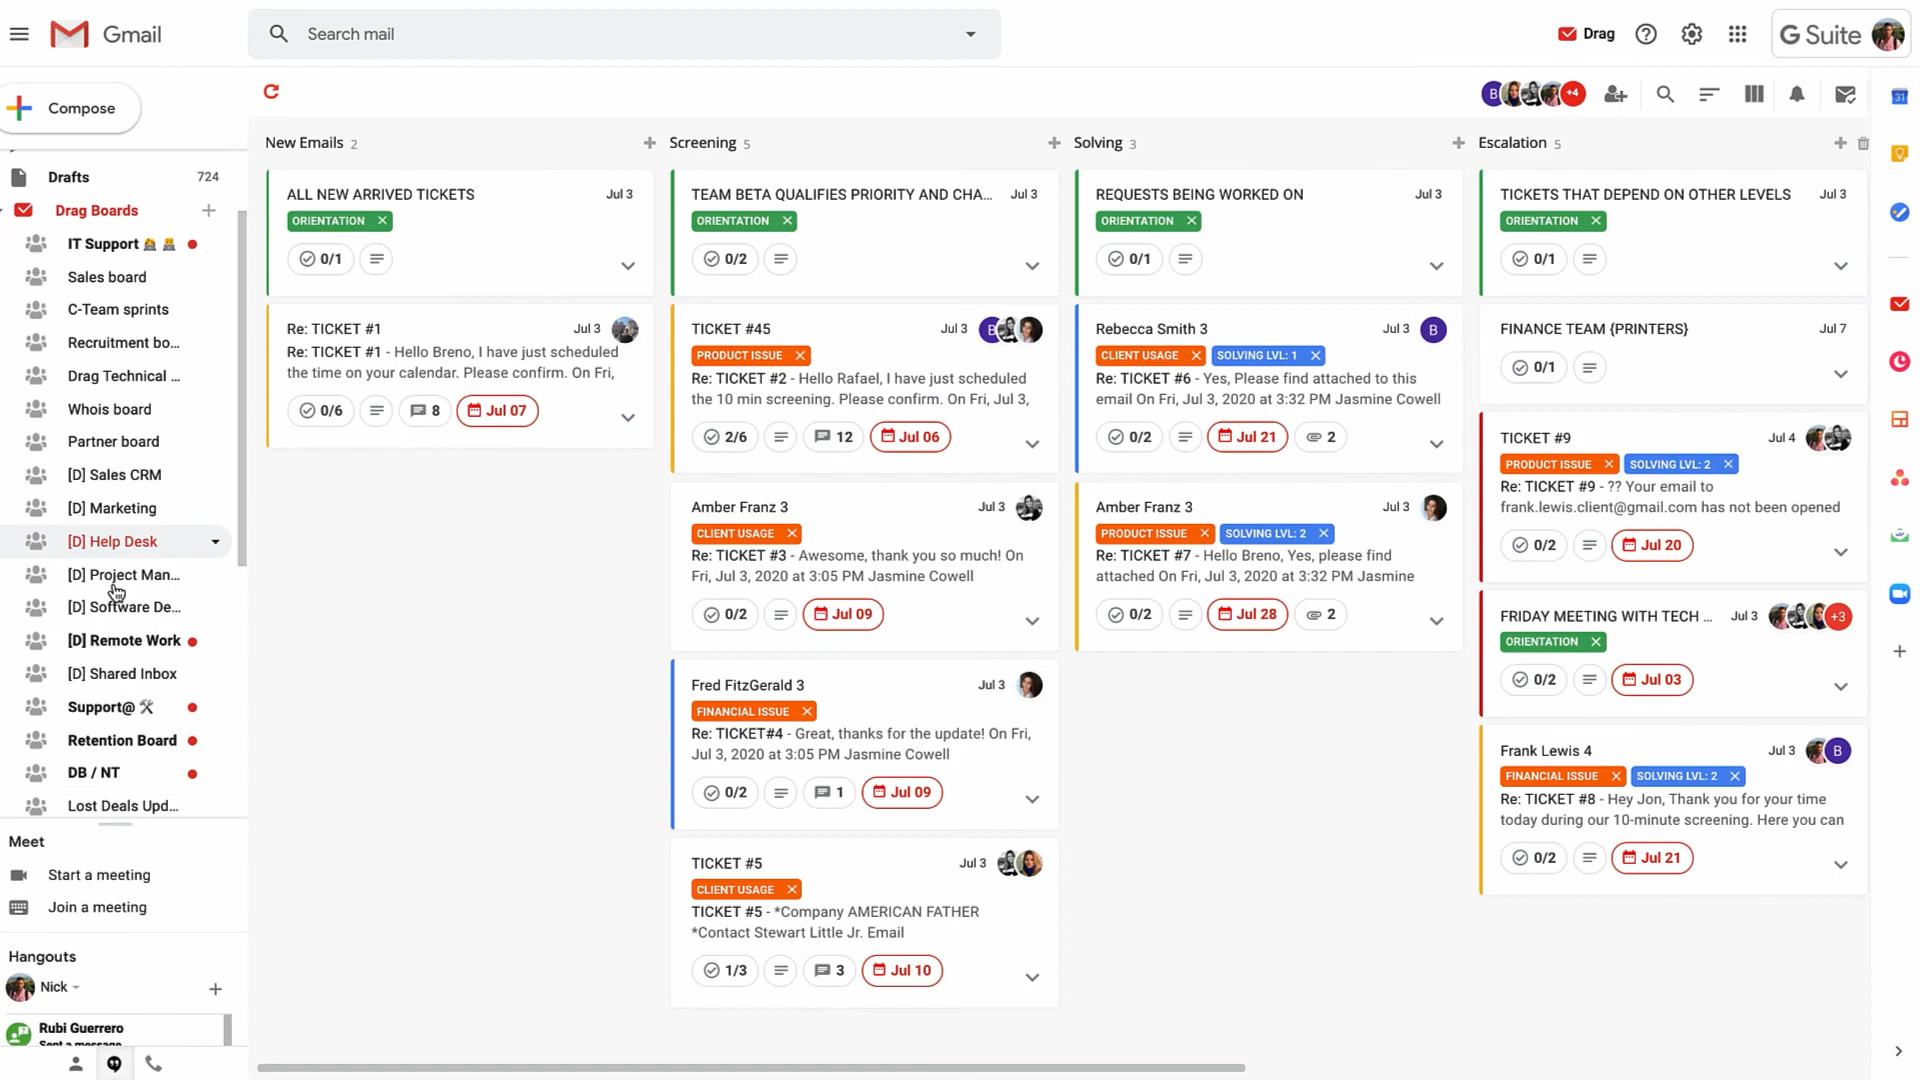 Gmail
Search mail
Drag
G Suite
Compose
Drafts 724
Drag Boards
IT Support
Sales board
C-Team sprints
Recruitment bo...
Drag Technical ...
Whois board
Partner board
[D] Sales CRM
[D] Marketing
[D] Help Desk
[D] Project Man...
[D] Software De...
[D] Remote Work
[D] Shared Inbox
Support@
Retention Board
DB / NT
Lost Deals Upd...
Meet
Start a meeting
Join a meeting
Hangouts
Nick
Rubi Guerrero
Sent a message
B +4
31
New Emails 2
ALL NEW ARRIVED TICKETS Jul 3
ORIENTATION
0/1
Re: TICKET #1 Jul 3
Re: TICKET #1 - Hello Breno, I have just scheduled
the time on your calendar. Please confirm. On Fri,
0/6 8 Jul 07
Screening 5
TEAM BETA QUALIFIES PRIORITY AND CHA... Jul 3
ORIENTATION
0/2
TICKET #45 Jul 3 B
PRODUCT ISSUE
Re: TICKET #2 - Hello Rafael, I have just scheduled
the 10 min screening. Please confirm. On Fri, Jul 3,
2/6 12 Jul 06
Amber Franz 3 Jul 3
CLIENT USAGE
Re: TICKET #3 - Awesome, thank you so much! On
Fri, Jul 3, 2020 at 3:05 PM Jasmine Cowell
0/2 Jul 09
Fred FitzGerald 3 Jul 3
FINANCIAL ISSUE
Re: TICKET#4 - Great, thanks for the update! On Fri,
Jul 3, 2020 at 3:05 PM Jasmine Cowell
0/2 1 Jul 09
TICKET #5 Jul 3
CLIENT USAGE
TICKET #5 - *Company AMERICAN FATHER
*Contact Stewart Little Jr. Email
1/3 3 Jul 10
Solving 3
REQUESTS BEING WORKED ON Jul 3
ORIENTATION
0/1
Rebecca Smith 3 Jul 3 B
CLIENT USAGE SOLVING LVL: 1
Re: TICKET #6 - Yes, Please find attached to this
email On Fri, Jul 3, 2020 at 3:32 PM Jasmine Cowell
0/2 Jul 21 2
Amber Franz 3 Jul 3
PRODUCT ISSUE SOLVING LVL: 2
Re: TICKET #7 - Hello Breno, Yes, please find
attached On Fri, Jul 3, 2020 at 3:32 PM Jasmine
0/2 Jul 28 2
Escalation 5
TICKETS THAT DEPEND ON OTHER LEVELS Jul 3
ORIENTATION
0/1
FINANCE TEAM {PRINTERS} Jul 7
0/1
TICKET #9 Jul 4
PRODUCT ISSUE SOLVING LVL: 2
Re: TICKET #9 - ?? Your email to
frank.lewis.client@gmail.com has not been opened
0/2 Jul 20
FRIDAY MEETING WITH TECH ... Jul 3 +3
ORIENTATION
0/2 Jul 03
Frank Lewis 4 Jul 3 B
FINANCIAL ISSUE SOLVING LVL: 2
Re: TICKET #8 - Hey Jon, Thank you for your time
today during our 10-minute screening. Here you can
0/2 Jul 21